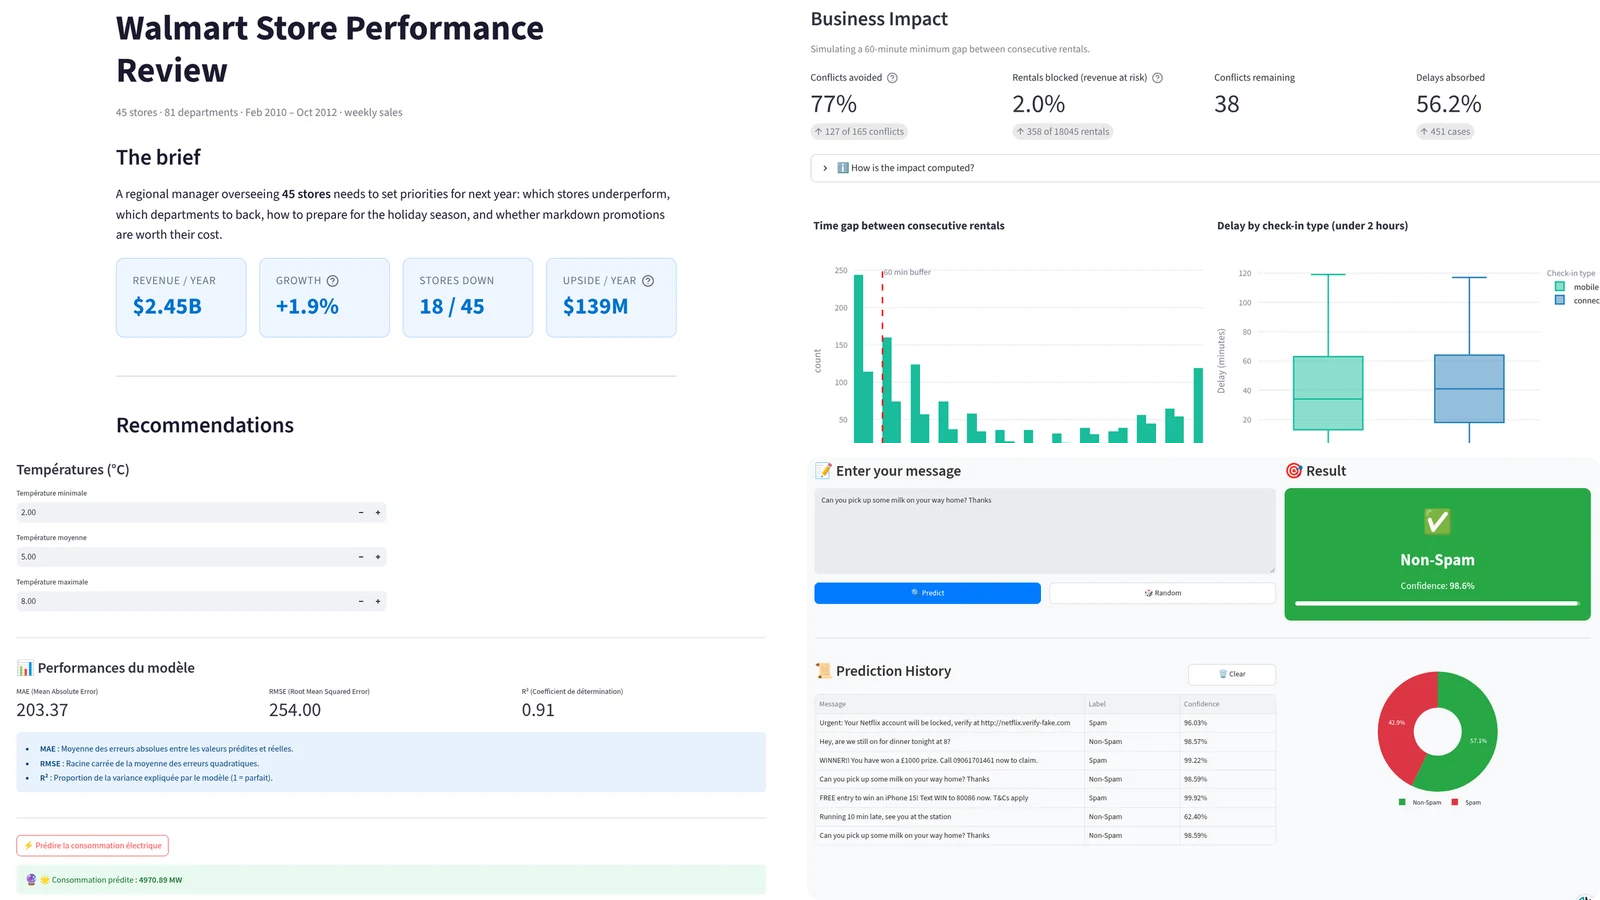 Walmart Store Performance
Review
45 stores · 81 departments · Feb 2010 – Oct 2012 · weekly sales
The brief
A regional manager overseeing 45 stores needs to set priorities for next year: which stores underperform,
which departments to back, how to prepare for the holiday season, and whether markdown promotions
are worth their cost.
REVENUE / YEAR
$2.45B
GROWTH
+1.9%
STORES DOWN
18 / 45
UPSIDE / YEAR
$139M
Recommendations
Business Impact
Simulating a 60-minute minimum gap between consecutive rentals.
Conflicts avoided
77%
↑ 127 of 165 conflicts
Rentals blocked (revenue at risk)
2.0%
↑ 358 of 18045 rentals
Conflicts remaining
38
Delays absorbed
56.2%
↑ 451 cases
How is the impact computed?
Time gap between consecutive rentals
60 min buffer
count
250
200
150
100
50
Delay by check-in type (under 2 hours)
Delay (minutes)
120
100
80
60
40
20
Check-in type
mobile
connec
Températures (°C)
Température minimale
2.00
Température moyenne
5.00
Température maximale
8.00
Performances du modèle
MAE (Mean Absolute Error)
203.37
RMSE (Root Mean Squared Error)
254.00
R² (Coefficient de détermination)
0.91
• MAE : Moyenne des erreurs absolues entre les valeurs prédites et réelles.
• RMSE : Racine carrée de la moyenne des erreurs quadratiques.
• R² : Proportion de la variance expliquée par le modèle (1 = parfait).
Prédire la consommation électrique
Consommation prédite : 4970.89 MW
Enter your message
Can you pick up some milk on your way home? Thanks
Predict
Random
Result
Non-Spam
Confidence: 98.6%
Prediction History
Clear
Message Label Confidence
Urgent: Your Netflix account will be locked, verify at http://netflix.verify-fake.com Spam 96.03%
Hey, are we still on for dinner tonight at 8? Non-Spam 98.57%
WINNER!! You have won a £1000 prize. Call 09061701461 now to claim. Spam 99.22%
Can you pick up some milk on your way home? Thanks Non-Spam 98.59%
FREE entry to win an iPhone 15! Text WIN to 80086 now. T&Cs apply Spam 99.92%
Running 10 min late, see you at the station Non-Spam 62.40%
Can you pick up some milk on your way home? Thanks Non-Spam 98.59%
42.9%
57.1%
Non-Spam
Spam